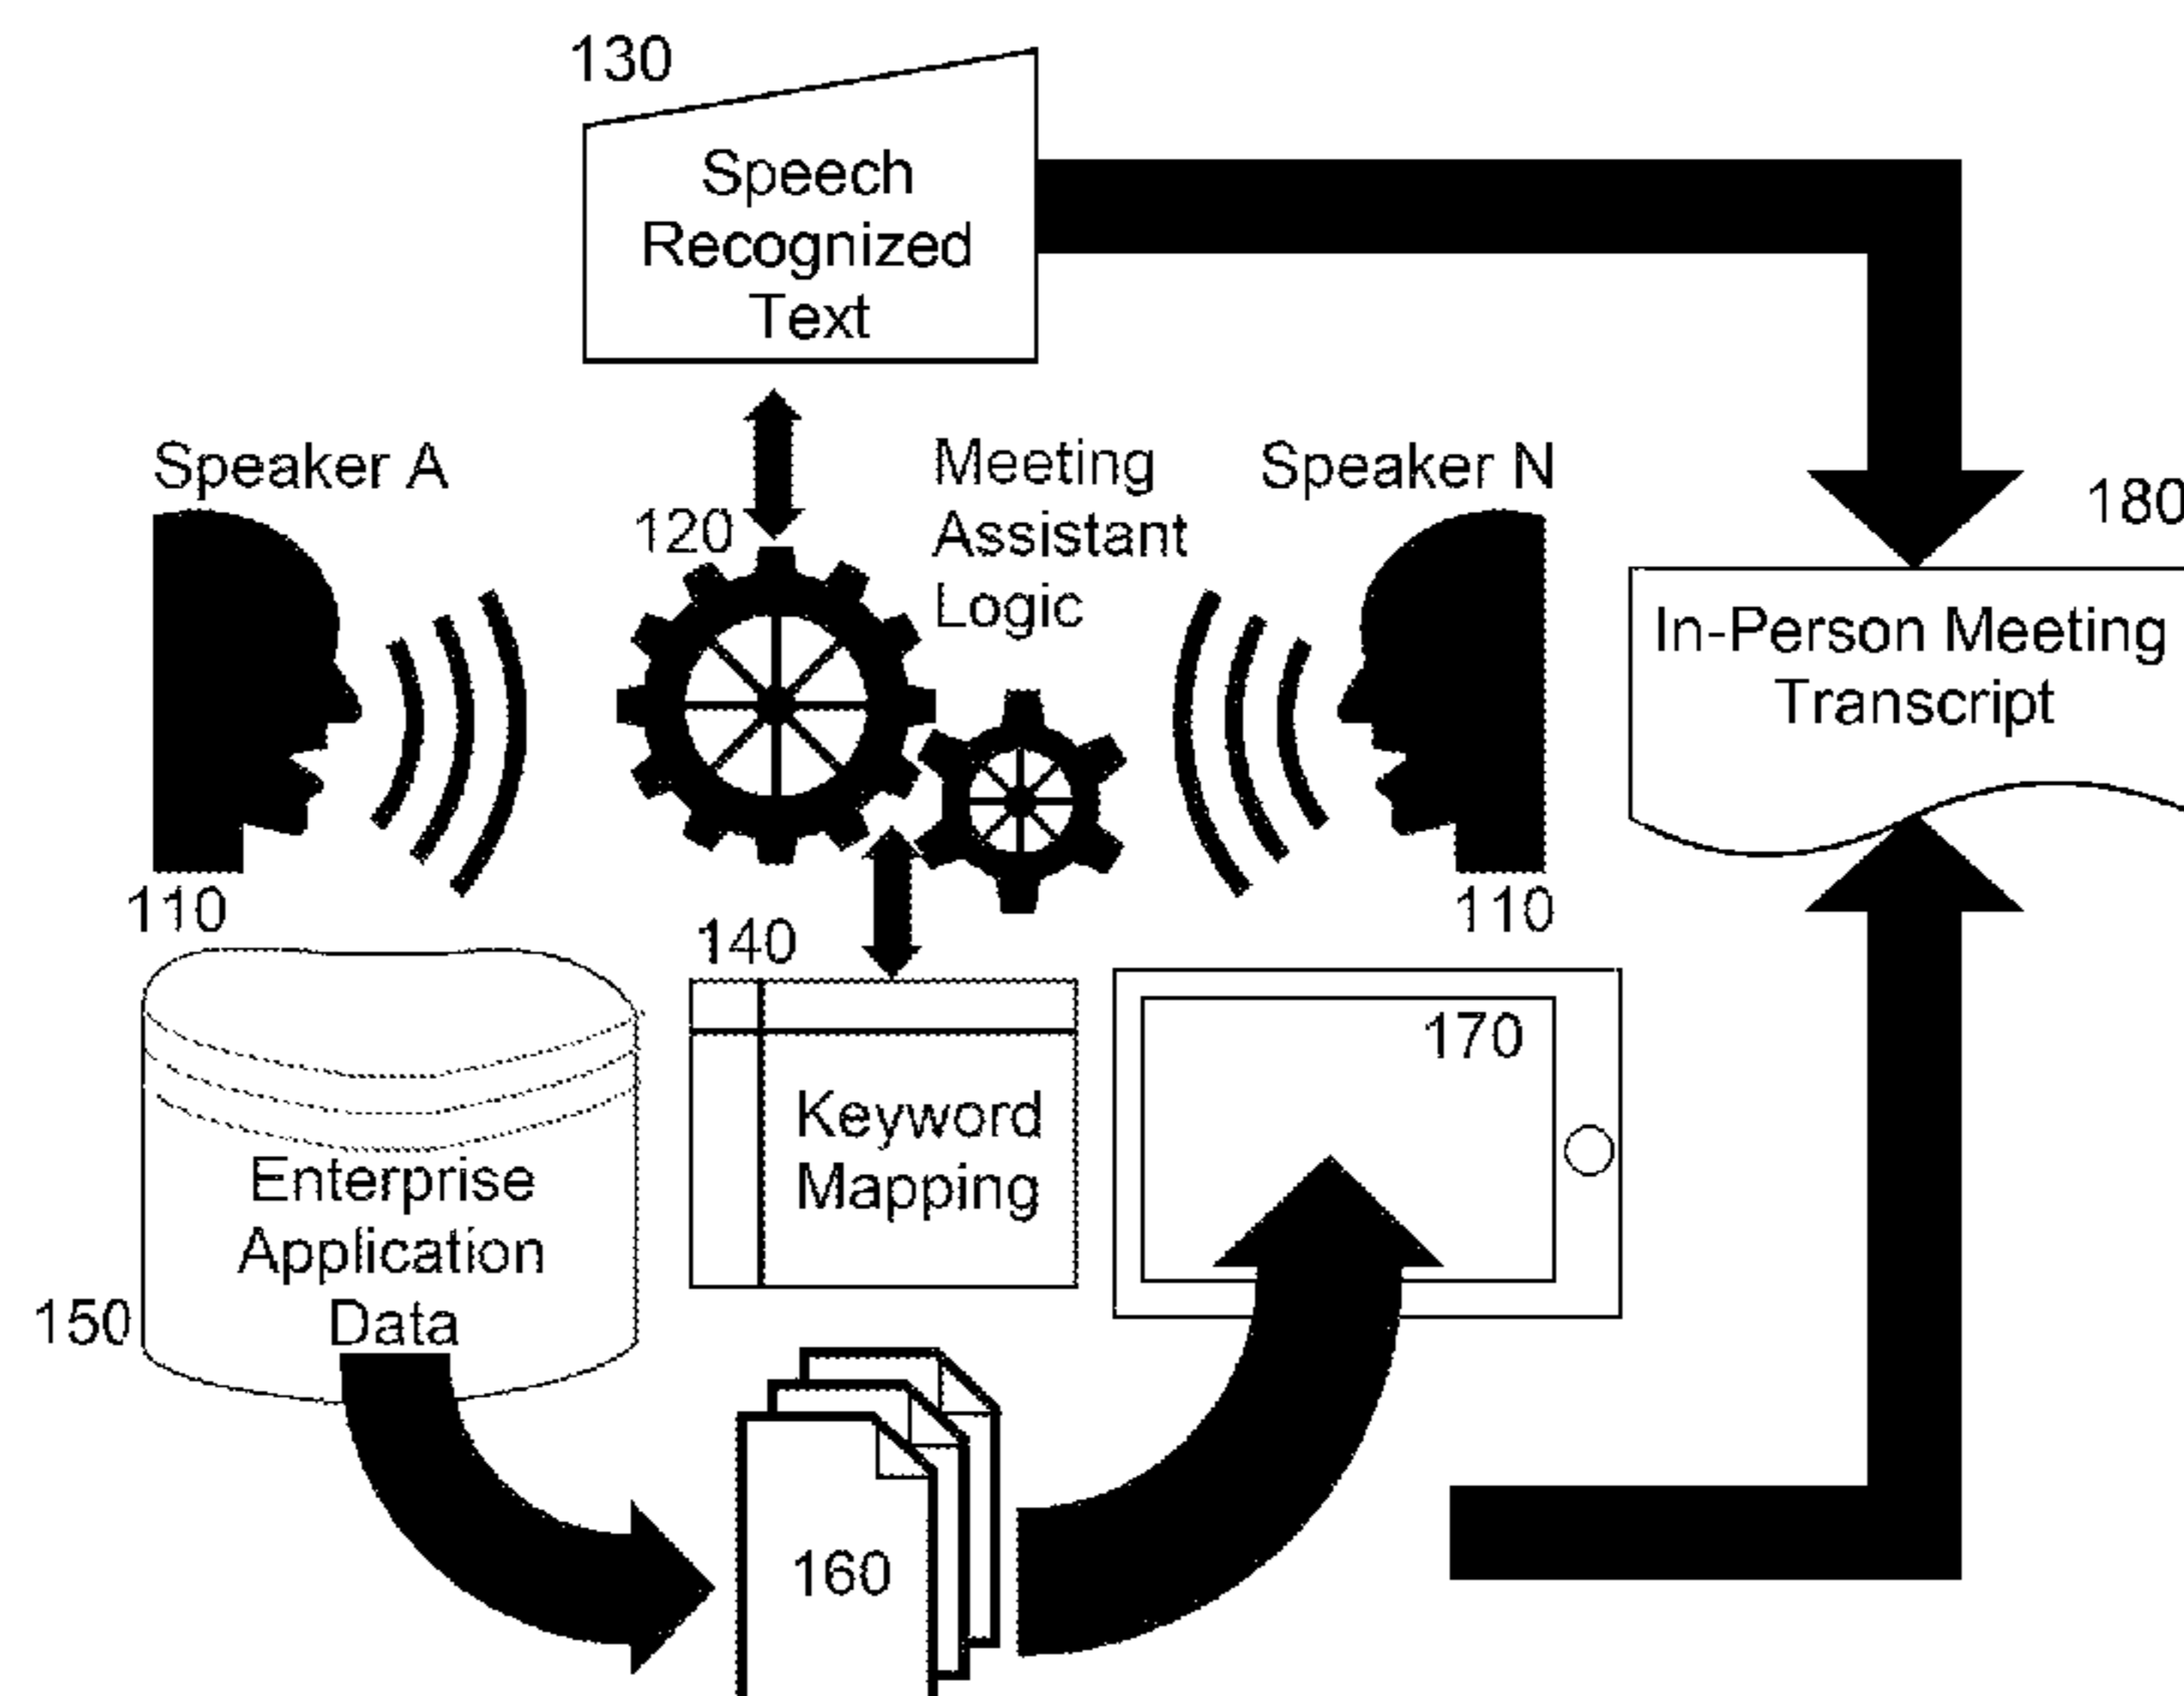 130
Speech
Recognized
Text
Speaker A
120
Meeting
Assistant
Logic
Speaker N
180
In-Person Meeting
Transcript
110
110
140
Keyword
Mapping
170
Enterprise
Application
Data
150
160